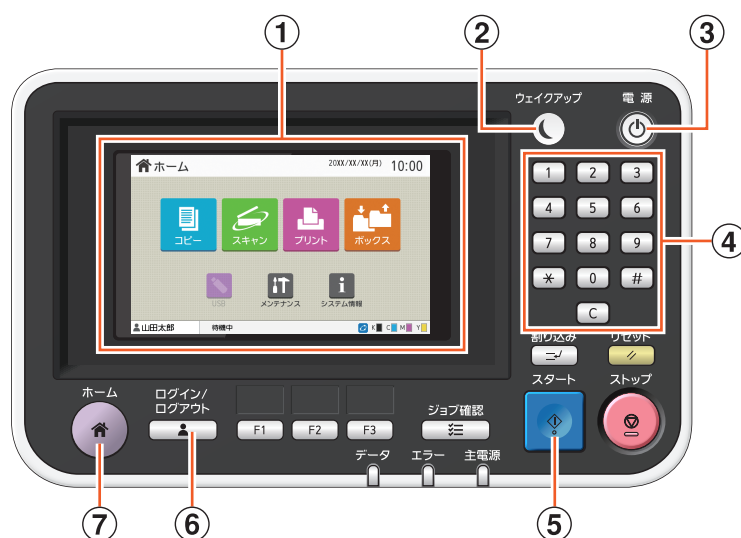 ① ② ③
ウェイクアップ 電源
ホーム 20XX/XX/XX(月) 10:00
コピー スキャン プリント ボックス
USB メンテナンス システム情報
山田太郎 待機中 K C M Y
1 2 3
4 5 6
7 8 9
* 0 #
C
④
割り込み リセット
スタート ストップ
ホーム
ログイン/
ログアウト
F1 F2 F3
ジョブ確認
データ エラー 主電源
⑦ ⑥ ⑤